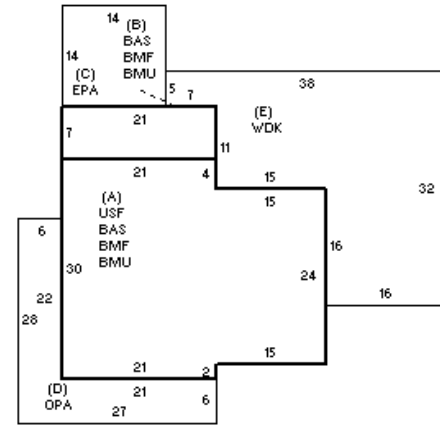 14
(B)
BAS
BMF
BMU
14
(C)
EPA
5
7
38
21
(E)
WDK
7
11
21
4
15
15
32
(A)
USF
BAS
BMF
BMU
6
16
30
24
22
16
28
15
21
2
(D)
OPA
21
6
27